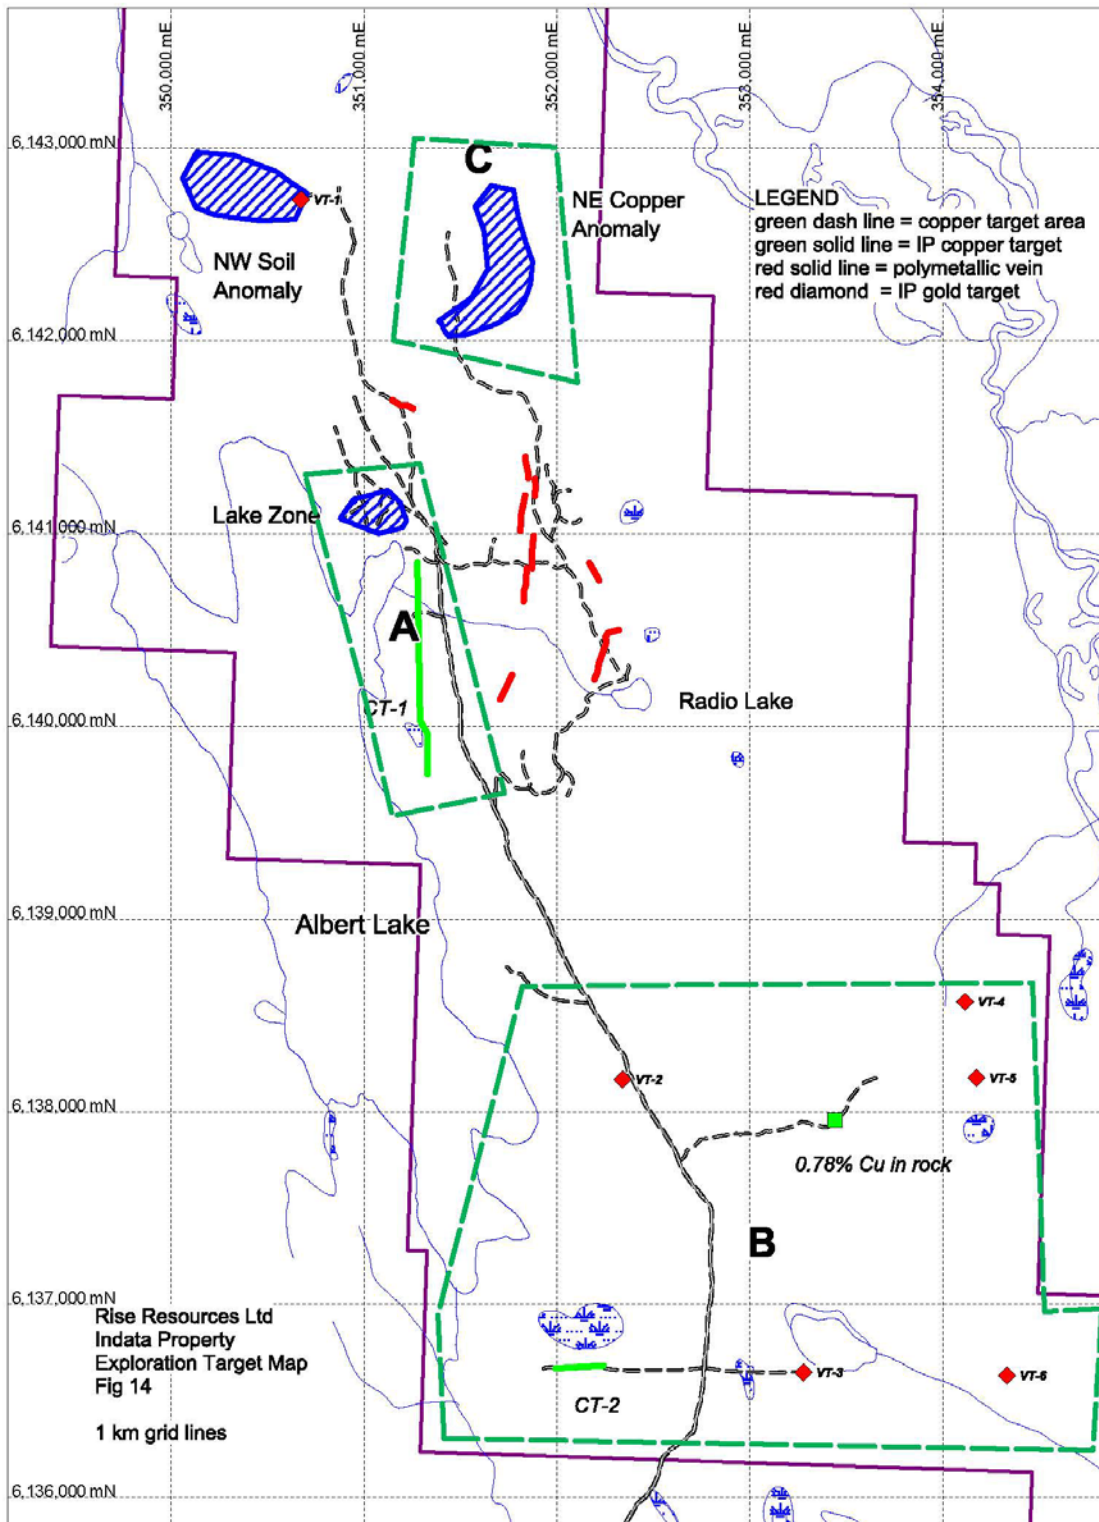 350,000 mE
351,000 mE
352,000 mE
353,000 mE
354,000 mE
6,143,000 mN
C
VT-1
NE Copper
Anomaly
LEGEND
green dash line = copper target area
green solid line = IP copper target
red solid line = polymetallic vein
red diamond = IP gold target
NW Soil
Anomaly
6,142,000 mN
Lake Zone
6,141,000 mN
A
CT-1
Radio Lake
6,140,000 mN
6,139,000 mN
Albert Lake
VT-4
VT-2
VT-5
6,138,000 mN
0.78% Cu in rock
B
6,137,000 mN
Rise Resources Ltd
Indata Property
Exploration Target Map
Fig 14
1 km grid lines
VT-3
VT-6
CT-2
6,136,000 mN